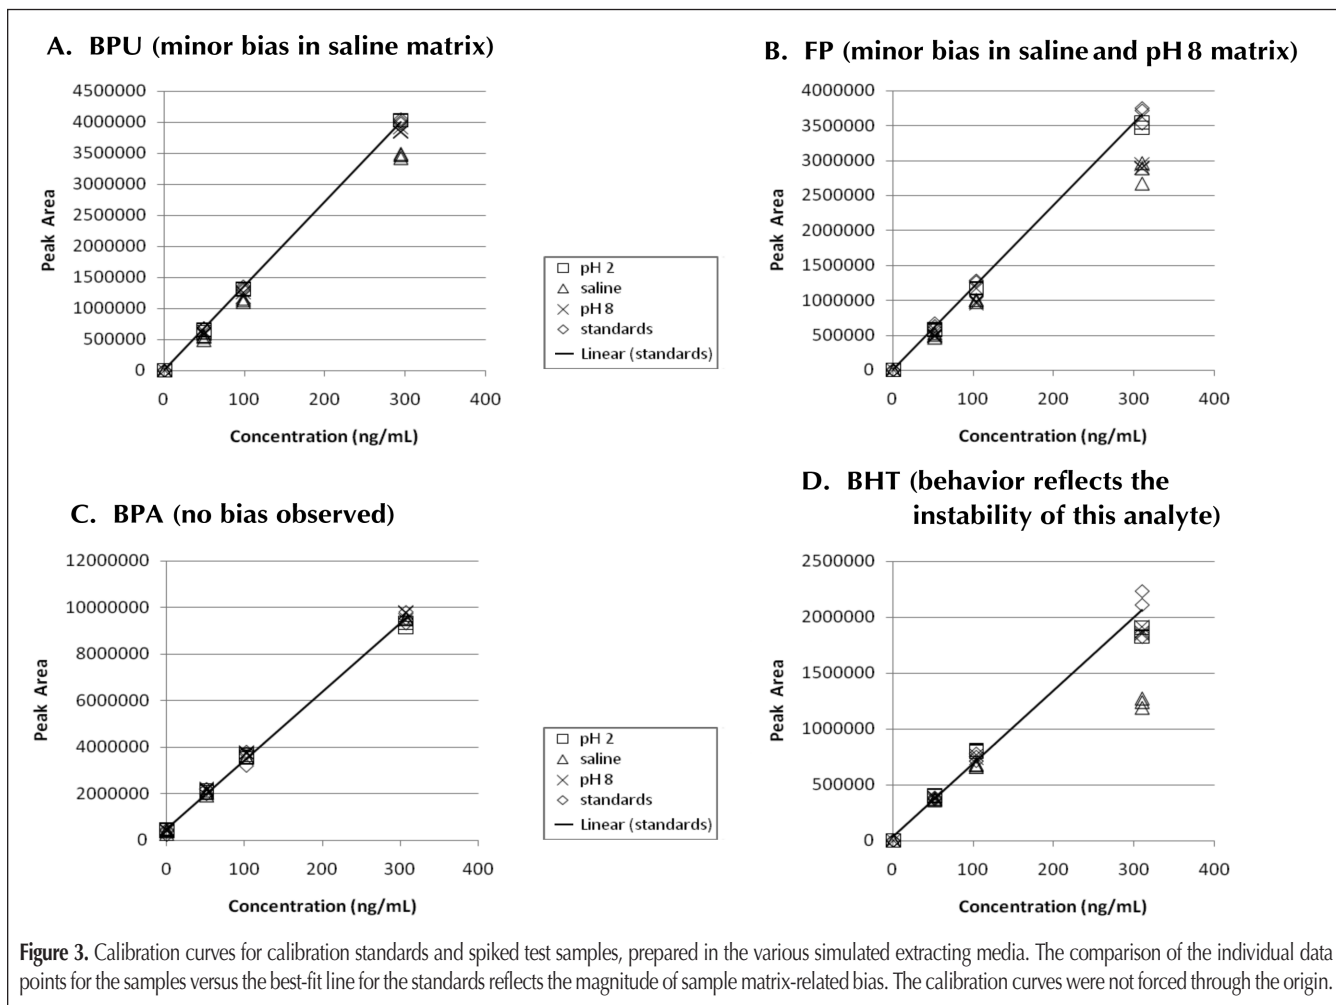 A. BPU (minor bias in saline matrix)
4500000
4000000
3500000
3000000
2500000
2000000
1500000
1000000
500000
0
Peak Area
0 100 200 300 400
Concentration (ng/mL)
pH 2
saline
pH 8
standards
Linear (standards)
B. FP (minor bias in saline and pH 8 matrix)
4000000
3500000
3000000
2500000
2000000
1500000
1000000
500000
0
Peak Area
0 100 200 300 400
Concentration (ng/mL)
C. BPA (no bias observed)
12000000
10000000
8000000
6000000
4000000
2000000
0
Peak Area
0 100 200 300 400
Concentration (ng/mL)
pH 2
saline
pH 8
standards
Linear (standards)
D. BHT (behavior reflects the
instability of this analyte)
2500000
2000000
1500000
1000000
500000
0
Peak Area
0 100 200 300 400
Concentration (ng/mL)
Figure 3. Calibration curves for calibration standards and spiked test samples, prepared in the various simulated extracting media. The comparison of the individual data
points for the samples versus the best-fit line for the standards reflects the magnitude of sample matrix-related bias. The calibration curves were not forced through the origin.